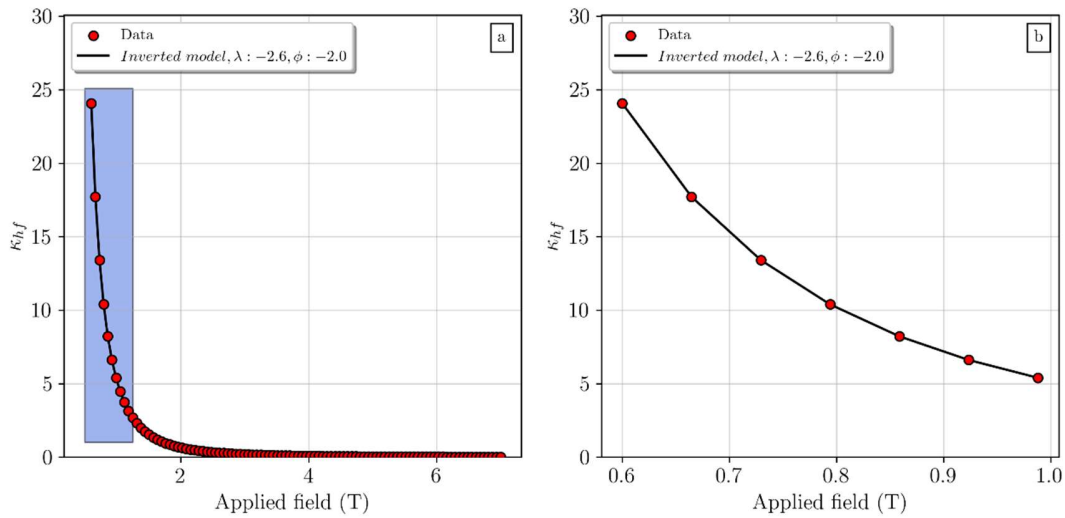 30
25
20
15
10
5
0
κhf
Data
Inverted model, λ : −2.6, ϕ : −2.0
a
2
4
6
Applied field (T)
30
25
20
15
10
5
0
κhf
Data
Inverted model, λ : −2.6, ϕ : −2.0
b
0.6
0.7
0.8
0.9
1.0
Applied field (T)